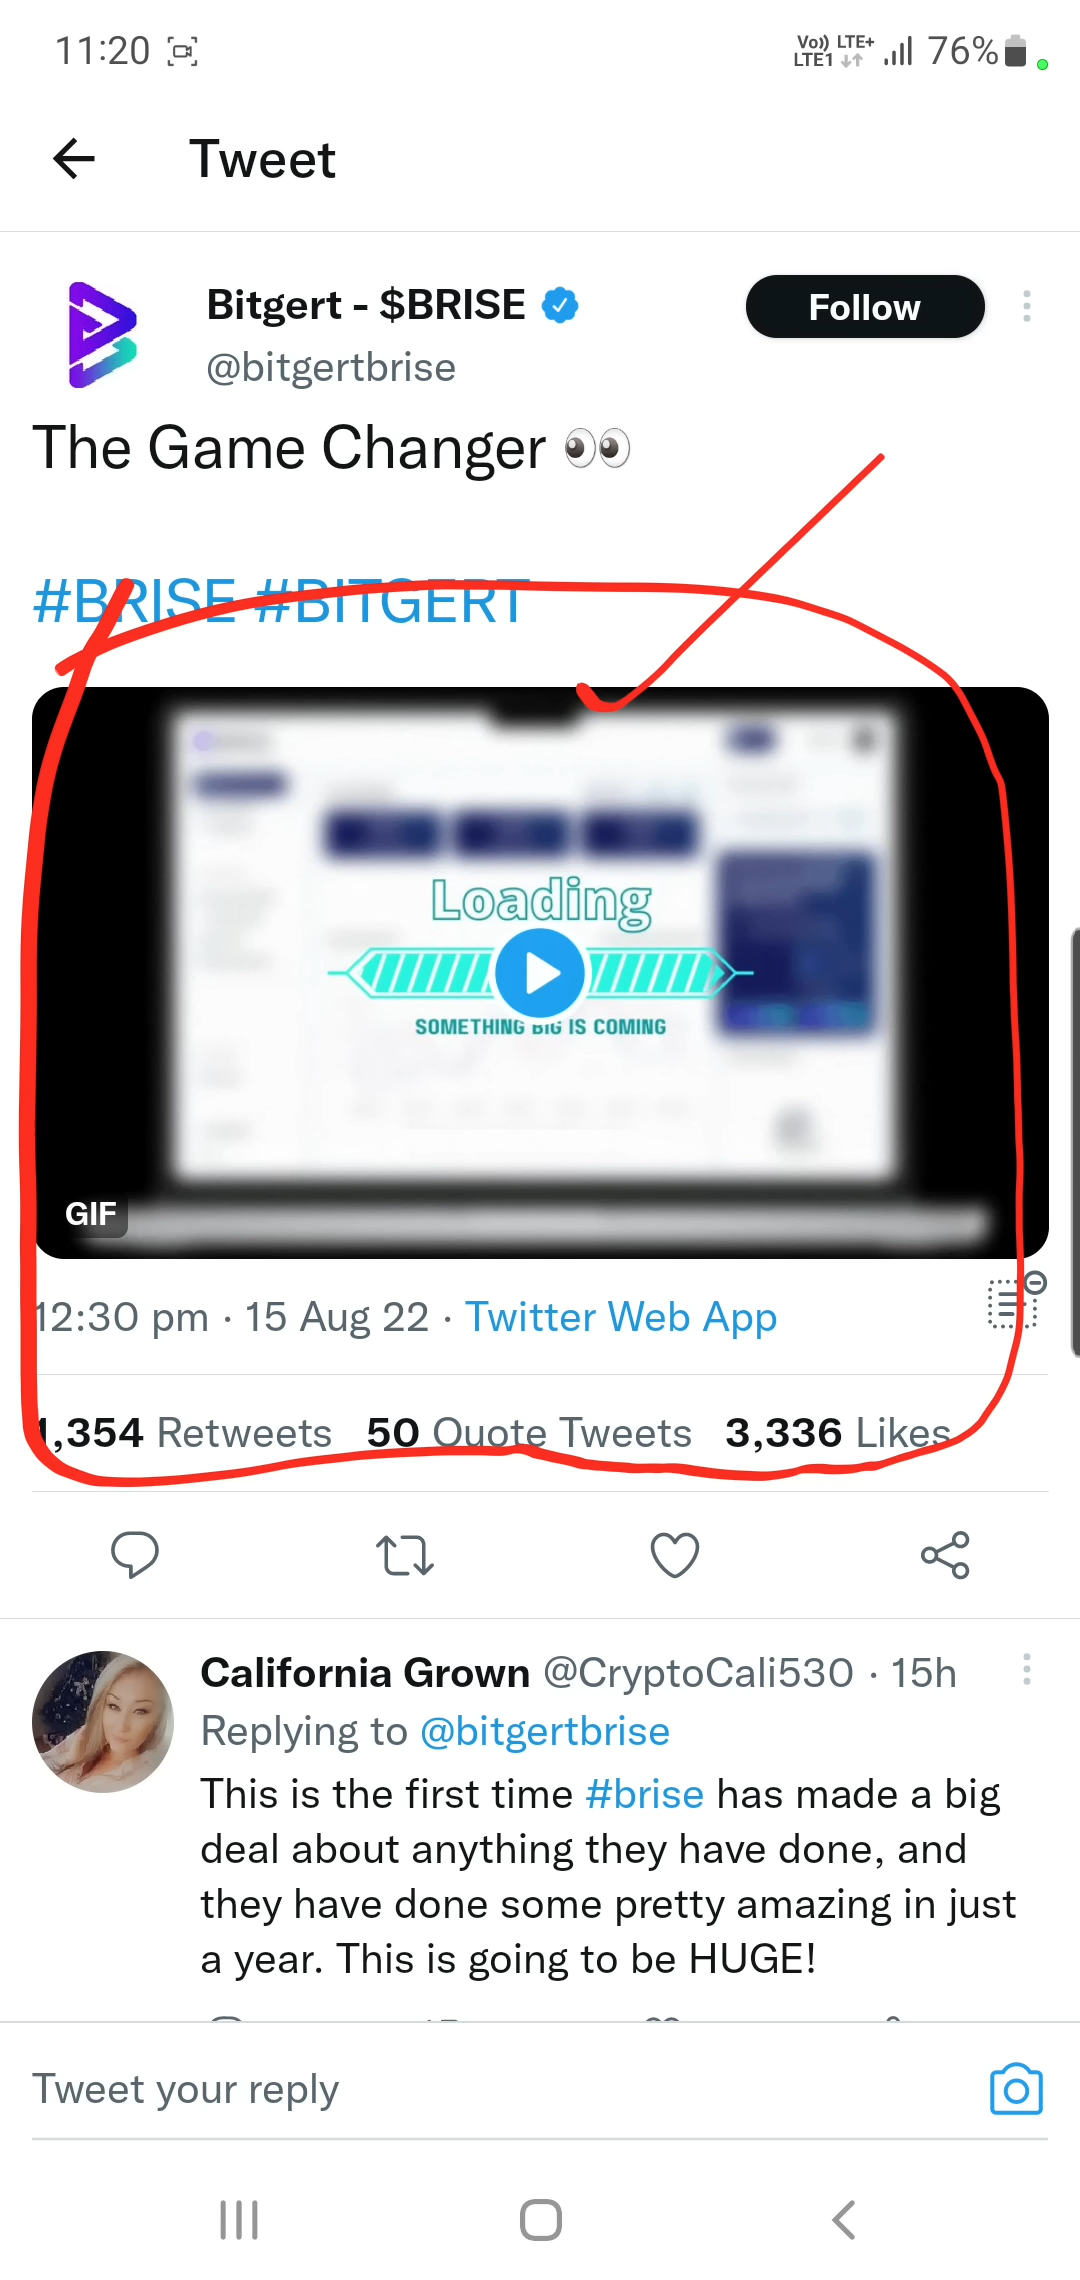 11:20 Vo)) LTE+ LTE1 76%
Tweet
Bitgert - $BRISE Follow
@bitgertbrise
The Game Changer 👀
#BRISE #BITGERT
Loading
SOMETHING BIG IS COMING
GIF
12:30 pm · 15 Aug 22 · Twitter Web App
1,354 Retweets 50 Quote Tweets 3,336 Likes
California Grown @CryptoCali530 · 15h
Replying to @bitgertbrise
This is the first time #brise has made a big
deal about anything they have done, and
they have done some pretty amazing in just
a year. This is going to be HUGE!
Tweet your reply